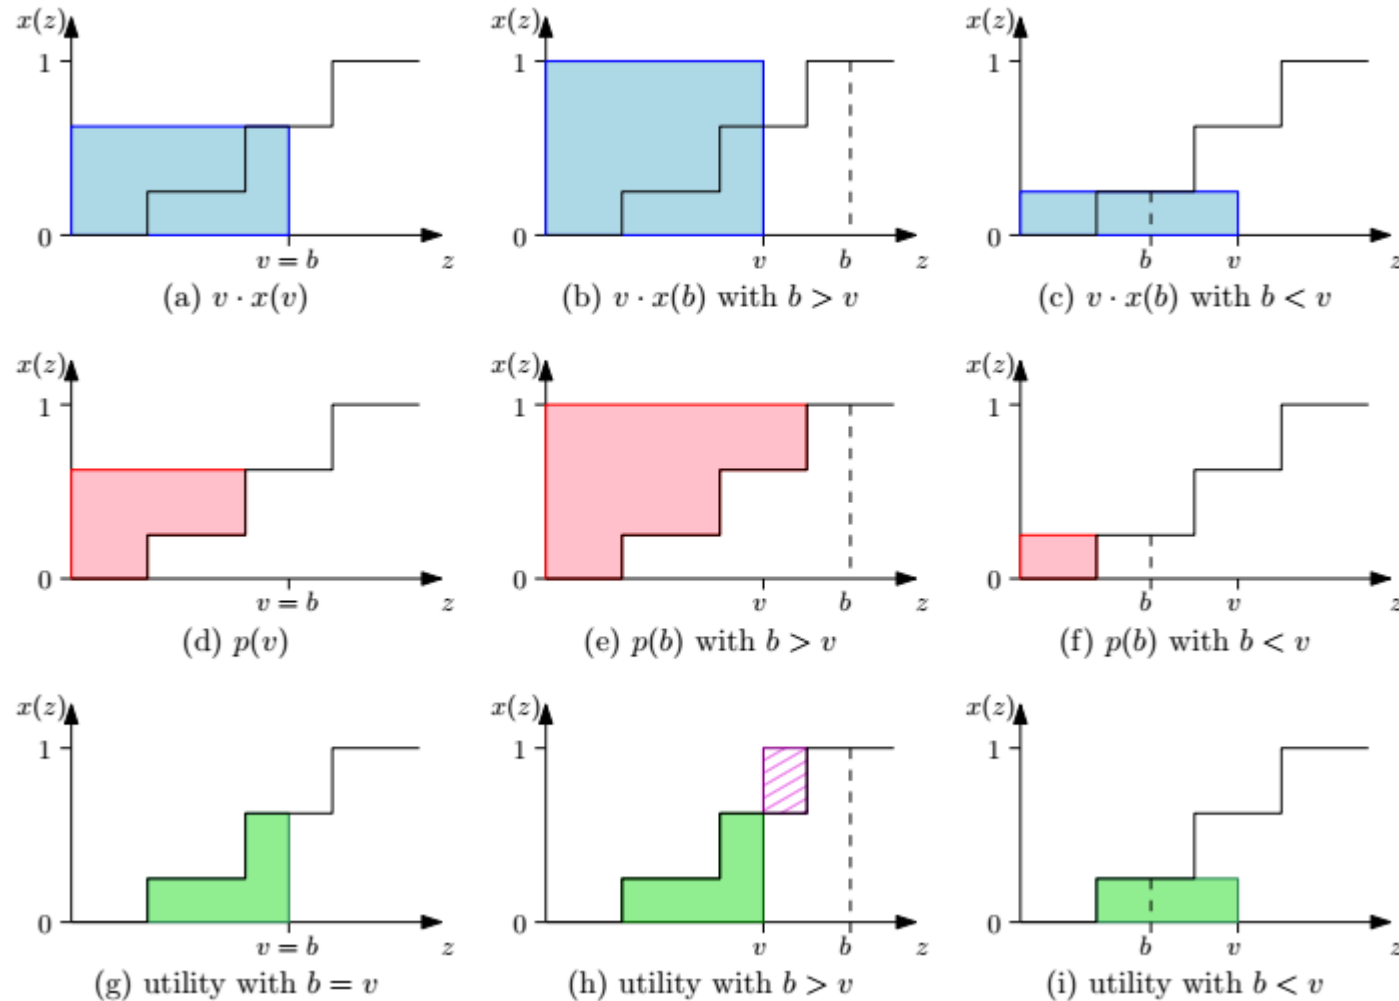 x(z) x(z) x(z)
1 1 1
0 0 0
v = b z v b z b v z
(a) v · x(v) (b) v · x(b) with b > v (c) v · x(b) with b < v
x(z) x(z) x(z)
1 1 1
0 0 0
v = b z v b z b v z
(d) p(v) (e) p(b) with b > v (f) p(b) with b < v
x(z) x(z) x(z)
1 1 1
0 0 0
v = b z v b z b v z
(g) utility with b = v (h) utility with b > v (i) utility with b < v